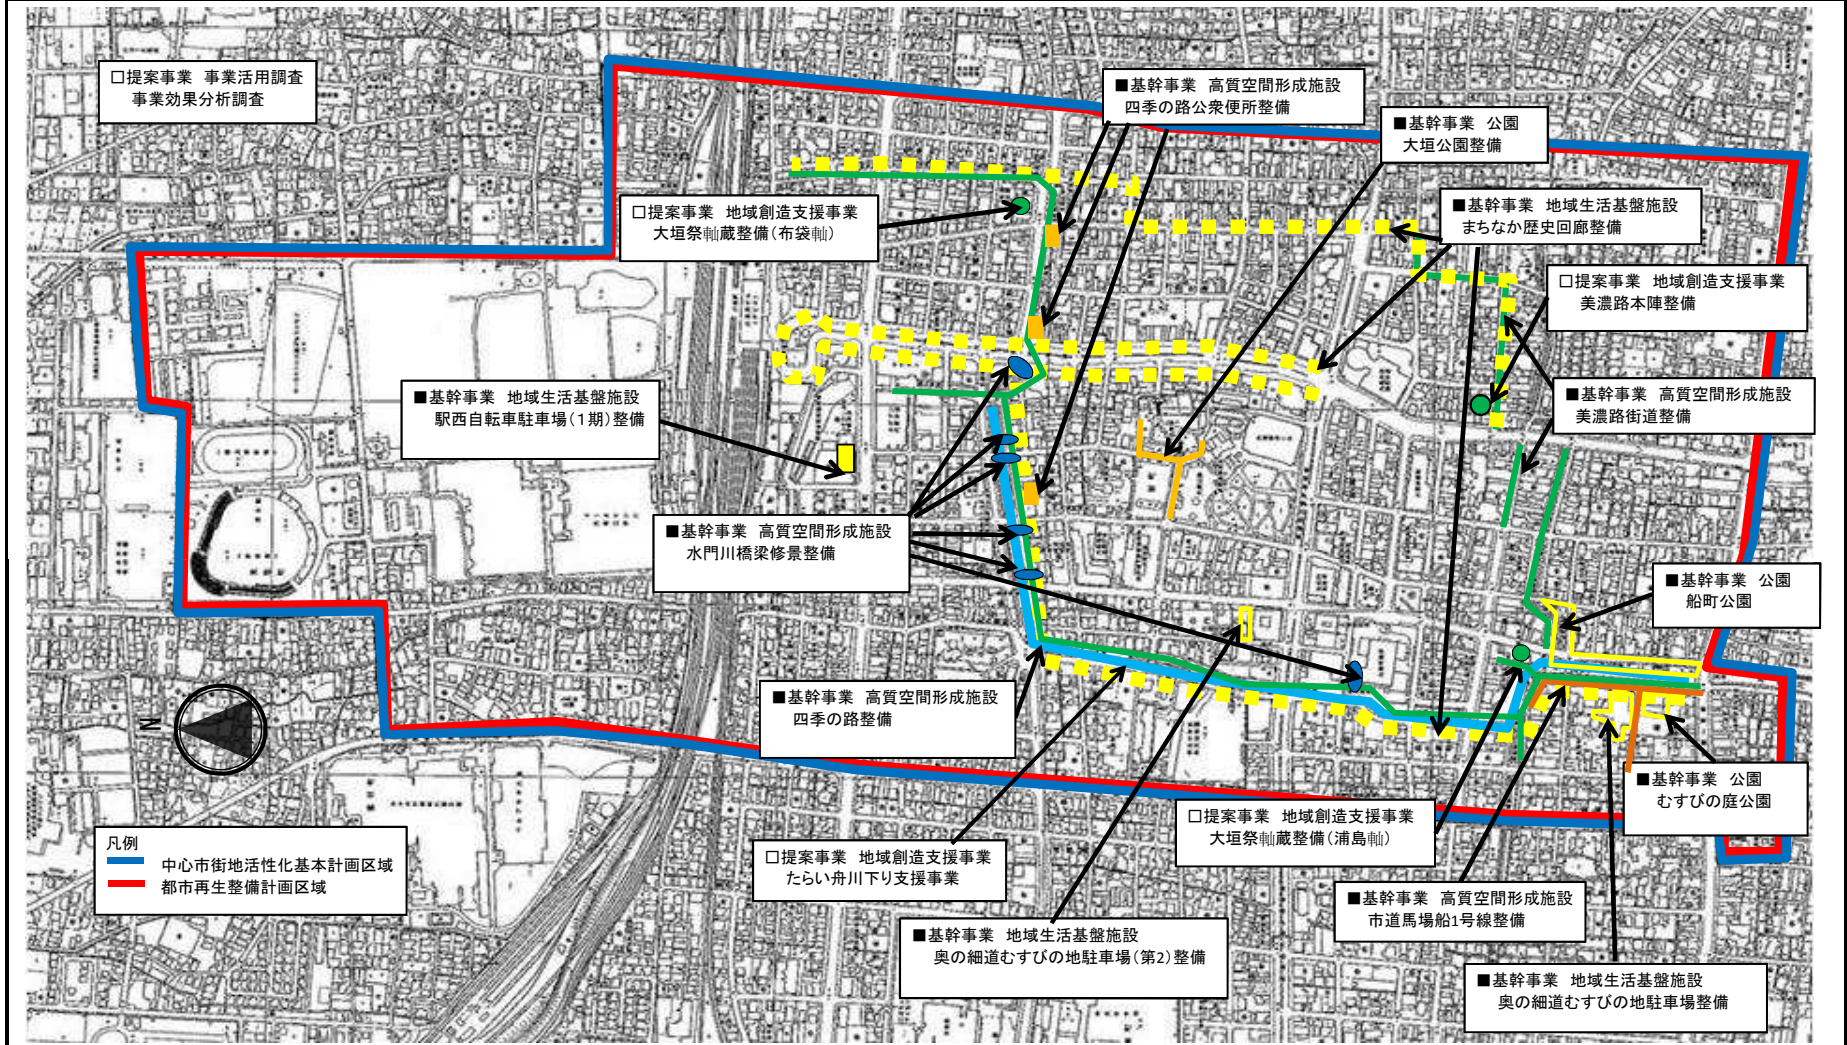 □提案事業 事業活用調査
事業効果分析調査
■基幹事業 高質空間形成施設
四季の路公衆便所整備
■基幹事業 公園
大垣公園整備
□提案事業 地域創造支援事業
大垣祭軕蔵整備(布袋軕)
■基幹事業 地域生活基盤施設
まちなか歴史回廊整備
□提案事業 地域創造支援事業
美濃路本陣整備
■基幹事業 地域生活基盤施設
駅西自転車駐車場(1期)整備
■基幹事業 高質空間形成施設
美濃路街道整備
■基幹事業 高質空間形成施設
水門川橋梁修景整備
■基幹事業 公園
船町公園
■基幹事業 高質空間形成施設
四季の路整備
N
■基幹事業 公園
むすびの庭公園
□提案事業 地域創造支援事業
大垣祭軕蔵整備(浦島軕)
凡例
中心市街地活性化基本計画区域
都市再生整備計画区域
□提案事業 地域創造支援事業
たらい舟川下り支援事業
■基幹事業 高質空間形成施設
市道馬場船1号線整備
■基幹事業 地域生活基盤施設
奥の細道むすびの地駐車場(第2)整備
■基幹事業 地域生活基盤施設
奥の細道むすびの地駐車場整備